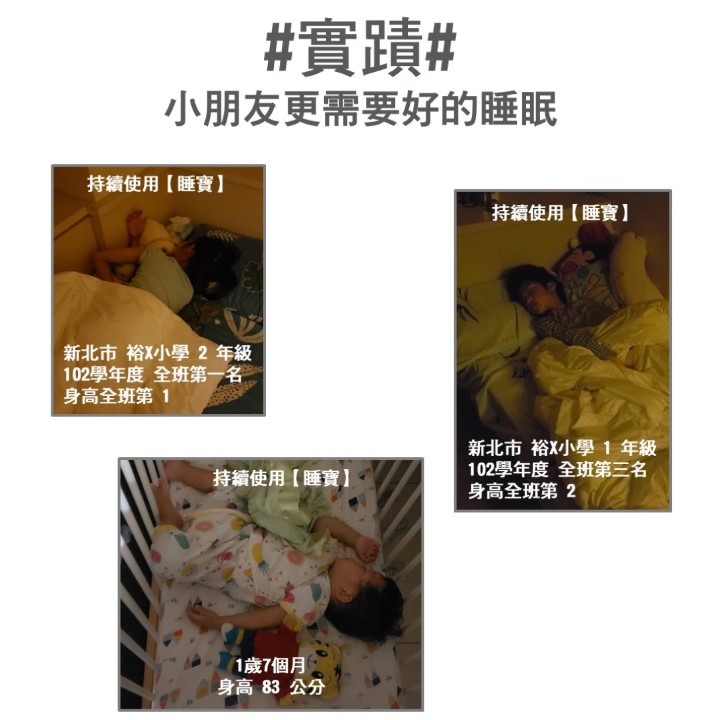 #實蹟#
小朋友更需要好的睡眠
持續使用【睡寶】
新北市 裕X小學 2 年級
102學年度 全班第一名
身高全班第 1
持續使用【睡寶】
新北市 裕X小學 1 年級
102學年度 全班第三名
身高全班第 2
持續使用【睡寶】
1歲7個月
身高 83 公分